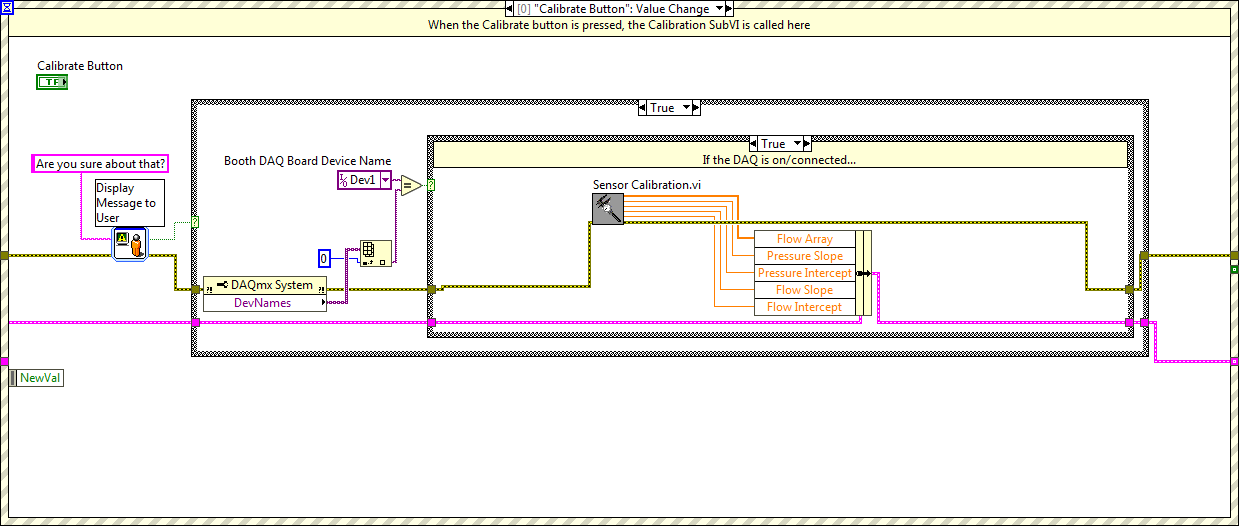 [0] "Calibrate Button": Value Change
When the Calibrate button is pressed, the Calibration SubVI is called here
Calibrate Button
TF
True
True
If the DAQ is on/connected...
Are you sure about that?
Display
Message to
User
Booth DAQ Board Device Name
I/O Dev1
=
?
?
Sensor Calibration.vi
0
?! DAQmx System ?!
DevNames
Flow Array
Pressure Slope
Pressure Intercept
Flow Slope
Flow Intercept
NewVal